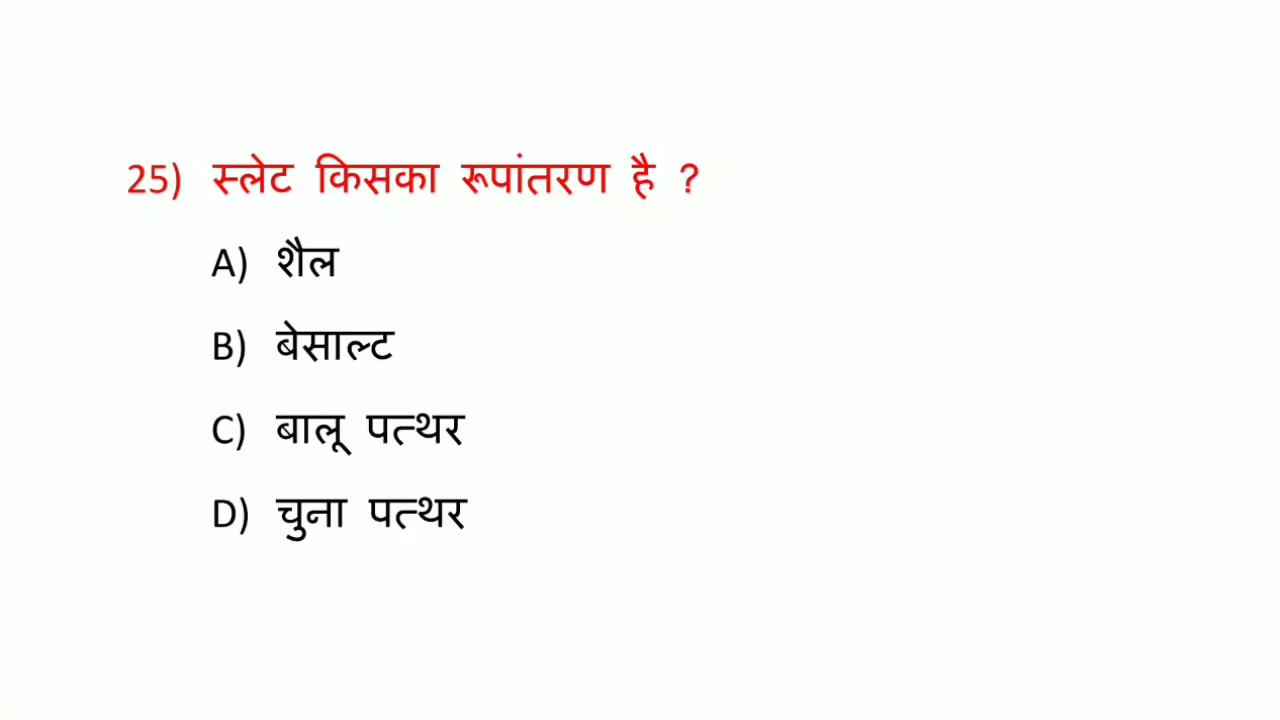 25) स्लेट किसका रूपांतरण है ?
A) शैल
B) बेसाल्ट
C) बालू पत्थर
D) चुना पत्थर